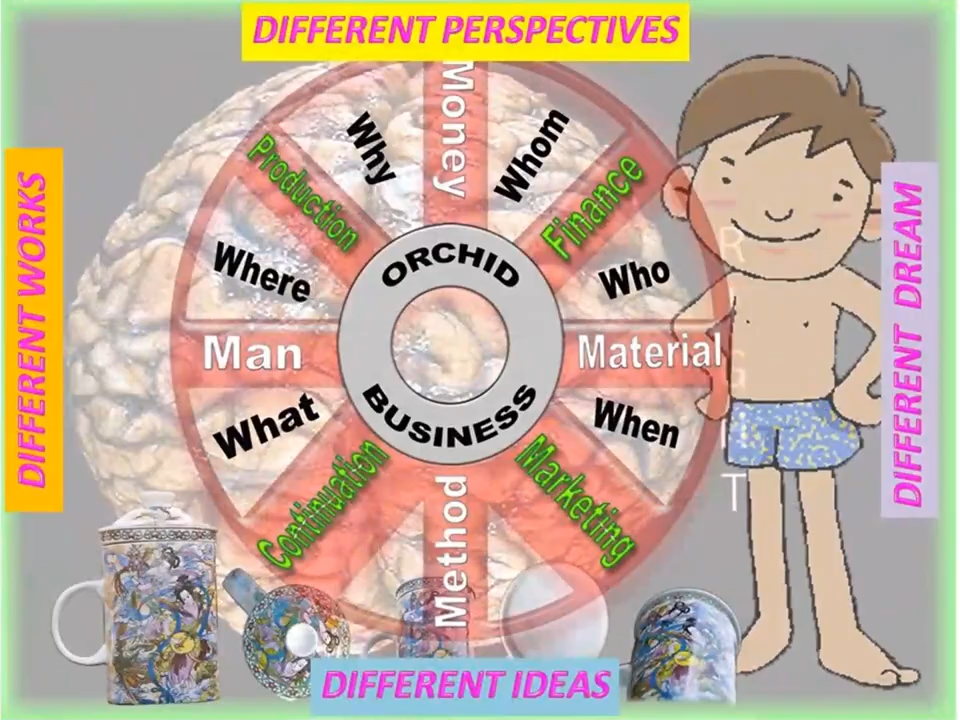 DIFFERENT PERSPECTIVES
DIFFERENT WORKS
DIFFERENT DREAM
DIFFERENT IDEAS
Money
Whom
Finance
Who
Material
When
Marketing
Method
Continuation
What
Man
Where
Production
Why
ORCHID
BUSINESS
R
G
T